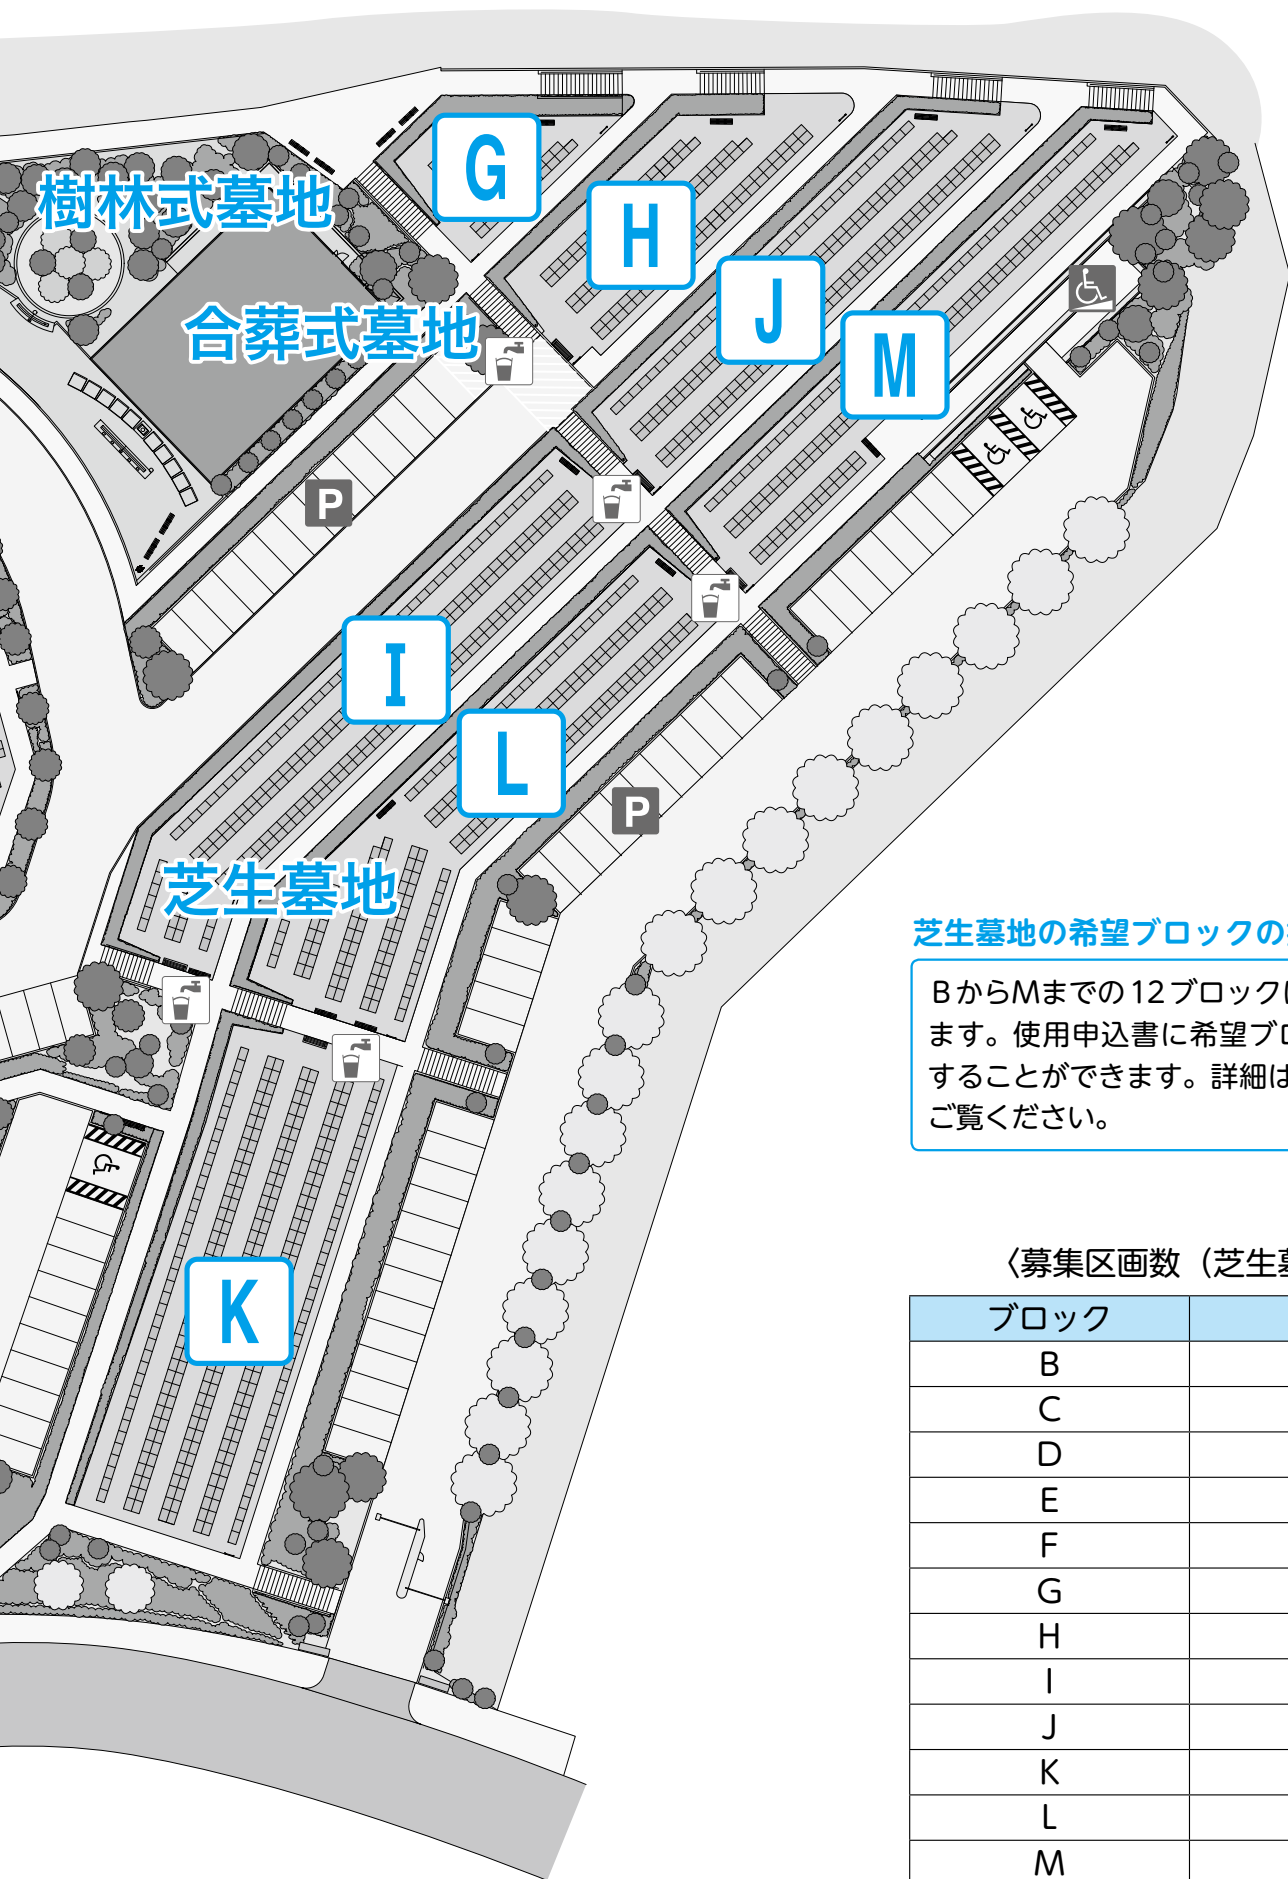 G
樹林式墓地
H
J
合葬式墓地
M
P
I
L
P
芝生墓地
K
芝生墓地の希望ブロックの
BからMまでの12ブロック
ます。使用申込書に希望ブ
することができます。詳細は
ご覧ください。
〈募集区画数（芝生
ブロック
B
C
D
E
F
G
H
I
J
K
L
M